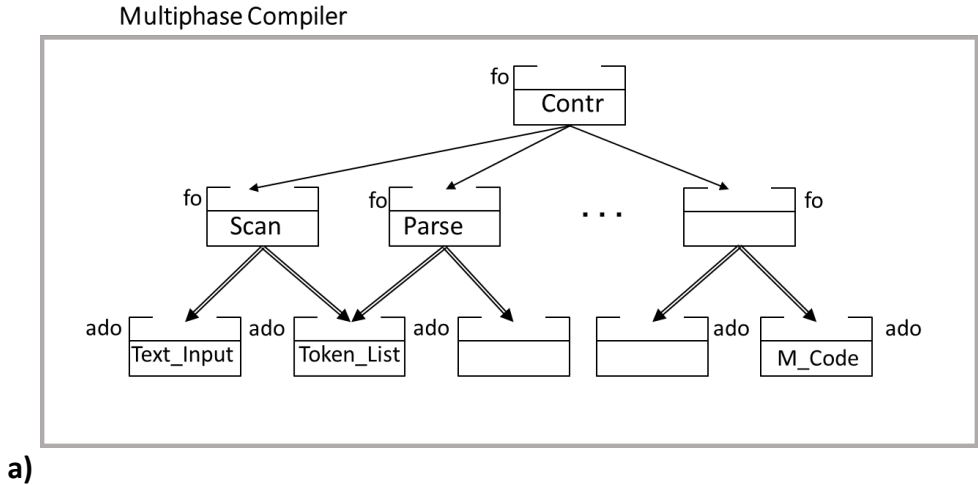 Multiphase Compiler
fo
Contr
fo
Scan
fo
Parse
...
fo
ado
Text_Input
ado
Token_List
ado
ado
M_Code
ado
a)